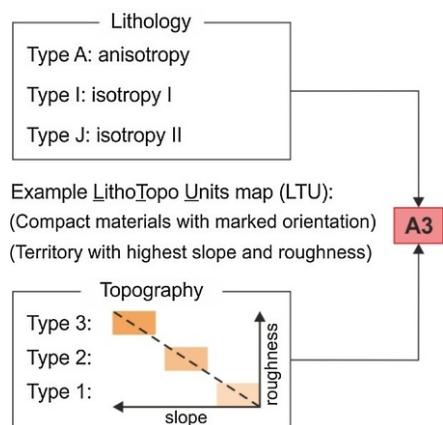 Lithology
Type A: anisotropy
Type I: isotropy I
Type J: isotropy II
Example LithoTopo Units map (LTU):
(Compact materials with marked orientation)
(Territory with highest slope and roughness)
A3
Topography
Type 3:
Type 2:
Type 1:
roughness
slope